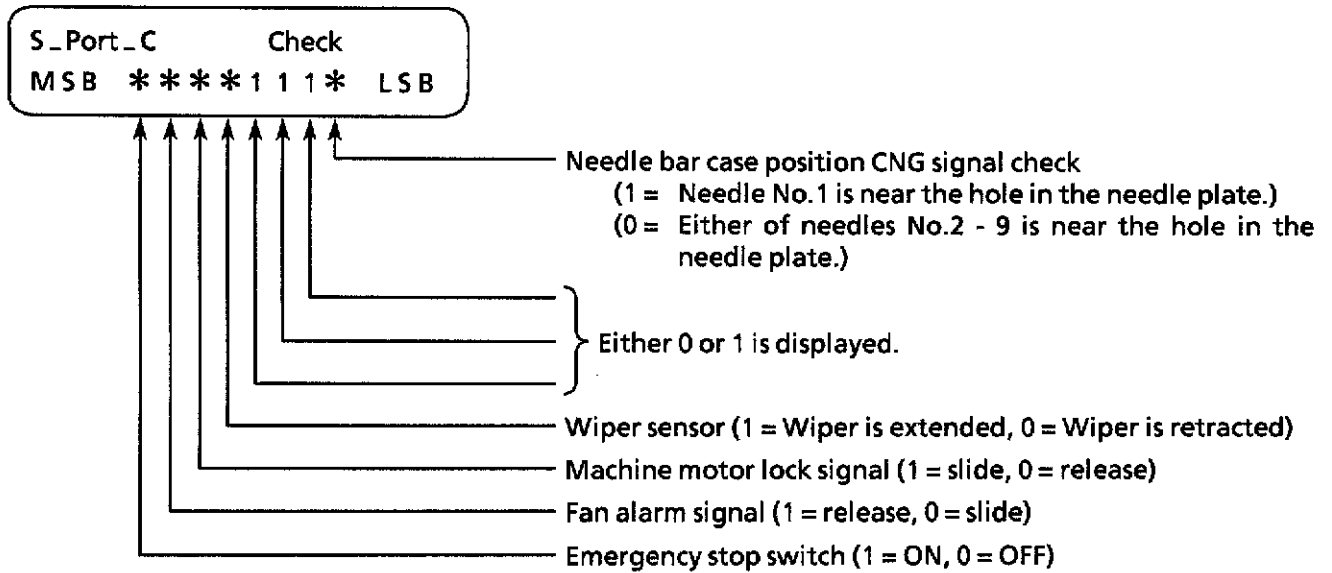 S_Port_C Check
MSB ****111* LSB
Needle bar case position CNG signal check
(1 = Needle No.1 is near the hole in the needle plate.)
(0 = Either of needles No.2 - 9 is near the hole in the
needle plate.)
Either 0 or 1 is displayed.
Wiper sensor (1 = Wiper is extended, 0 = Wiper is retracted)
Machine motor lock signal (1 = slide, 0 = release)
Fan alarm signal (1 = release, 0 = slide)
Emergency stop switch (1 = ON, 0 = OFF)